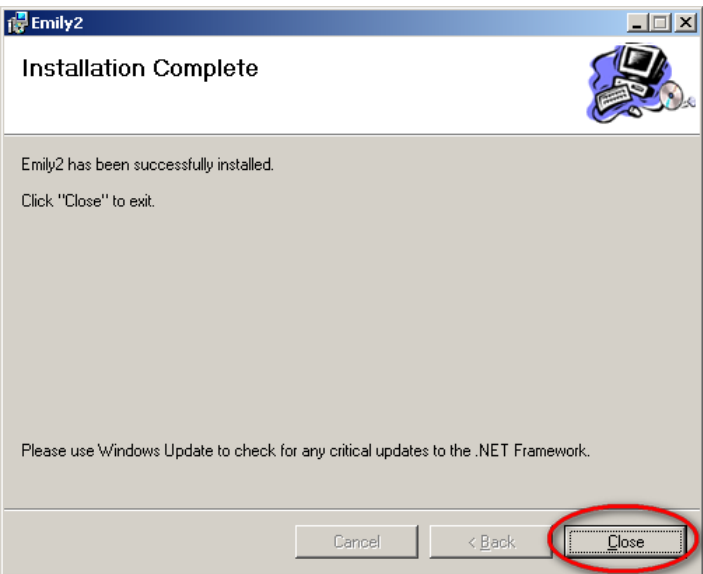 Emily2
Installation Complete
Emily2 has been successfully installed.
Click "Close" to exit.
Please use Windows Update to check for any critical updates to the .NET Framework.
Cancel
< Back
Close